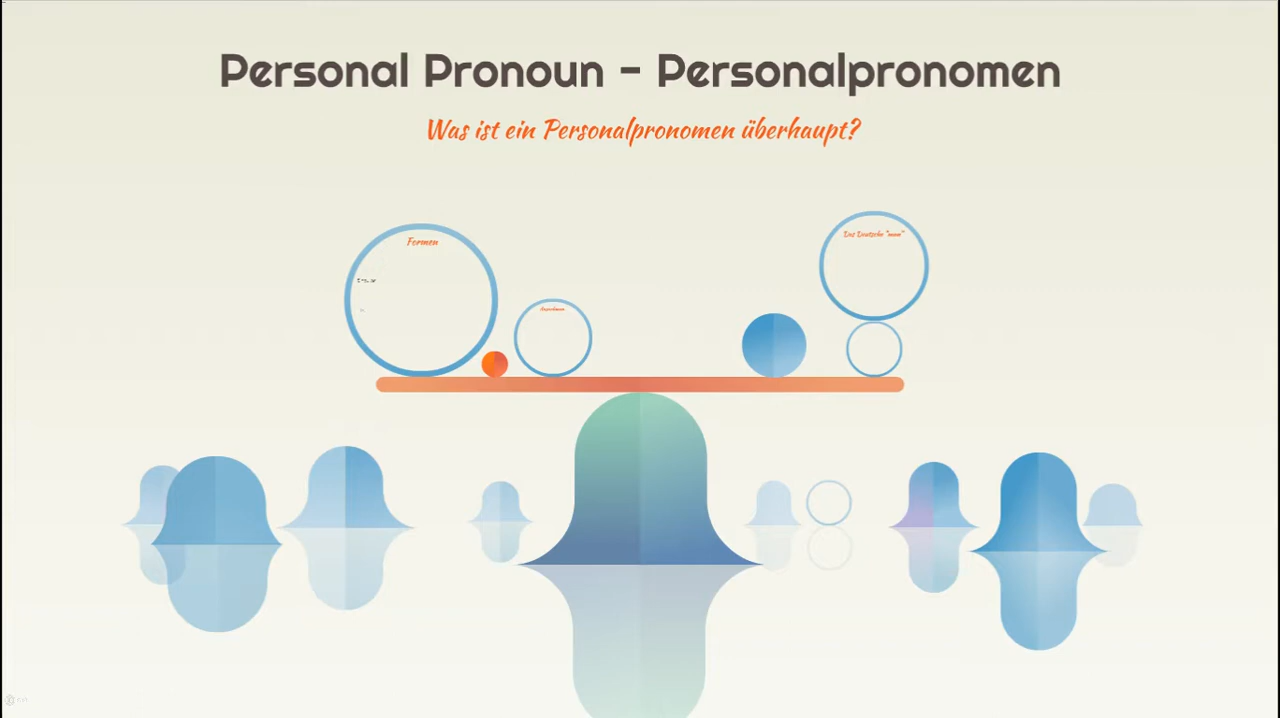 Personal Pronoun - Personalpronomen
Was ist ein Personalpronomen überhaupt?
Formen
Das Deutsche "man"